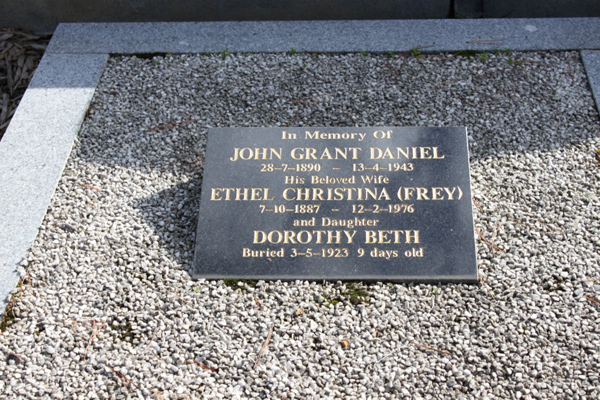 In Memory Of
JOHN GRANT DANIEL
28-7-1890 - 13-4-1943
His Beloved Wife
ETHEL CHRISTINA (FREY)
7-10-1887 - 12-2-1976
and Daughter
DOROTHY BETH
Buried 3-5-1923 9 days old